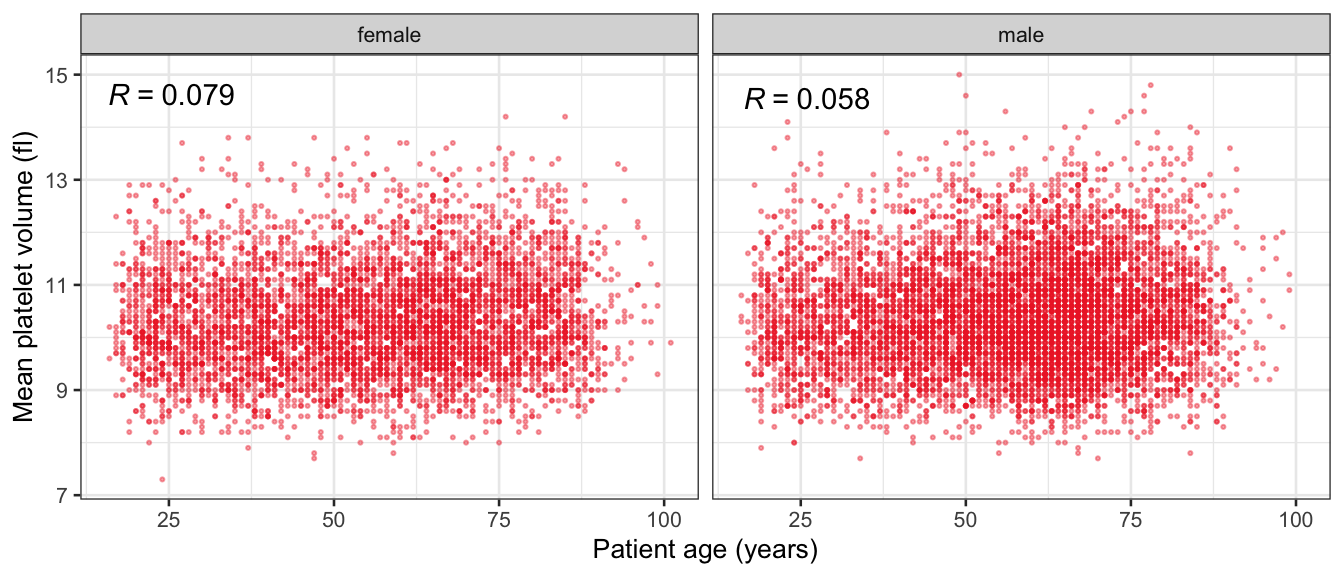 female
male
R = 0.079
R = 0.058
Mean platelet volume (fl)
15
13
11
9
7
25 50 75 100
25 50 75 100
Patient age (years)